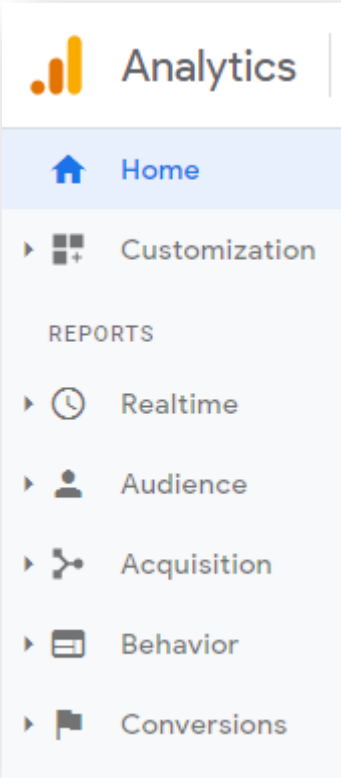 Analytics
Home
Customization
REPORTS
Realtime
Audience
Acquisition
Behavior
Conversions